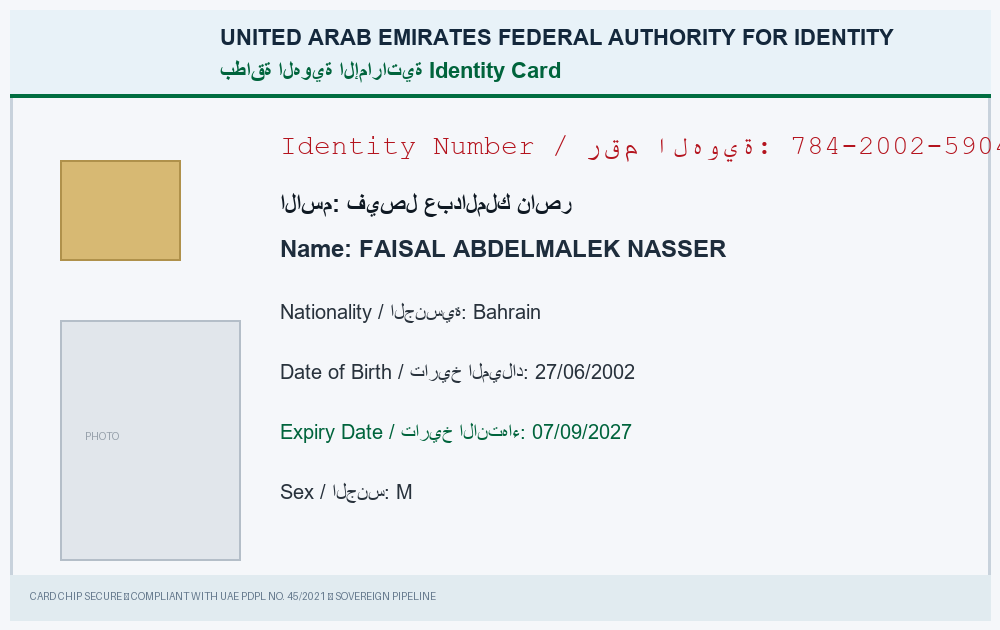 UNITED ARAB EMIRATES FEDERAL AUTHORITY FOR IDENTITY
بطاقة الهوية الإماراتية Identity Card
Identity Number / رقم الهوية: 784-2002-5904
الاسم: فيصل عبدالملك ناصر
Name: FAISAL ABDELMALEK NASSER
Nationality / الجنسية: Bahrain
Date of Birth / تاريخ الميلاد: 27/06/2002
Expiry Date / تاريخ الانتهاء: 07/09/2027
Sex / الجنس: M
PHOTO
CARD CHIP SECURE COMPLIANT WITH UAE PDPL NO. 45/2021 SOVEREIGN PIPELINE